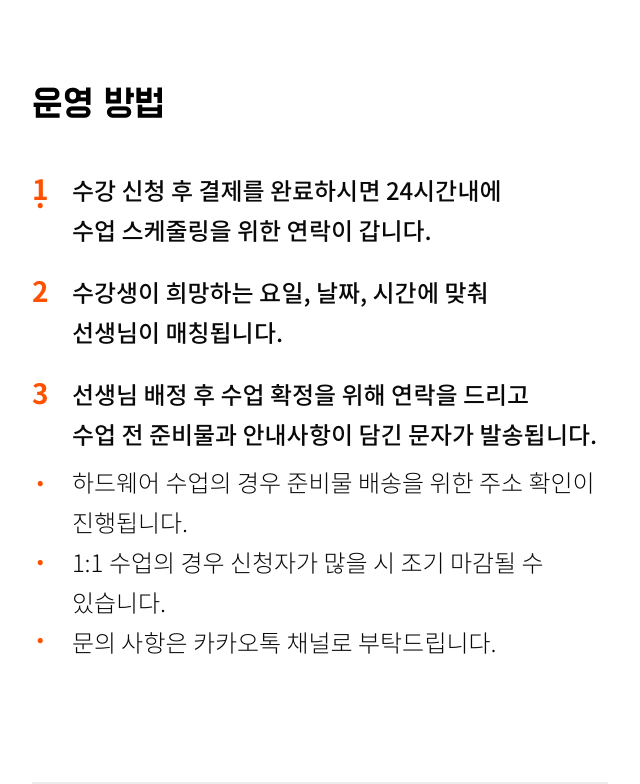 운영 방법
1 수강 신청 후 결제를 완료하시면 24시간내에
수업 스케줄링을 위한 연락이 갑니다.
2 수강생이 희망하는 요일, 날짜, 시간에 맞춰
선생님이 매칭됩니다.
3 선생님 배정 후 수업 확정을 위해 연락을 드리고
수업 전 준비물과 안내사항이 담긴 문자가 발송됩니다.
• 하드웨어 수업의 경우 준비물 배송을 위한 주소 확인이
진행됩니다.
• 1:1 수업의 경우 신청자가 많을 시 조기 마감될 수
있습니다.
• 문의 사항은 카카오톡 채널로 부탁드립니다.